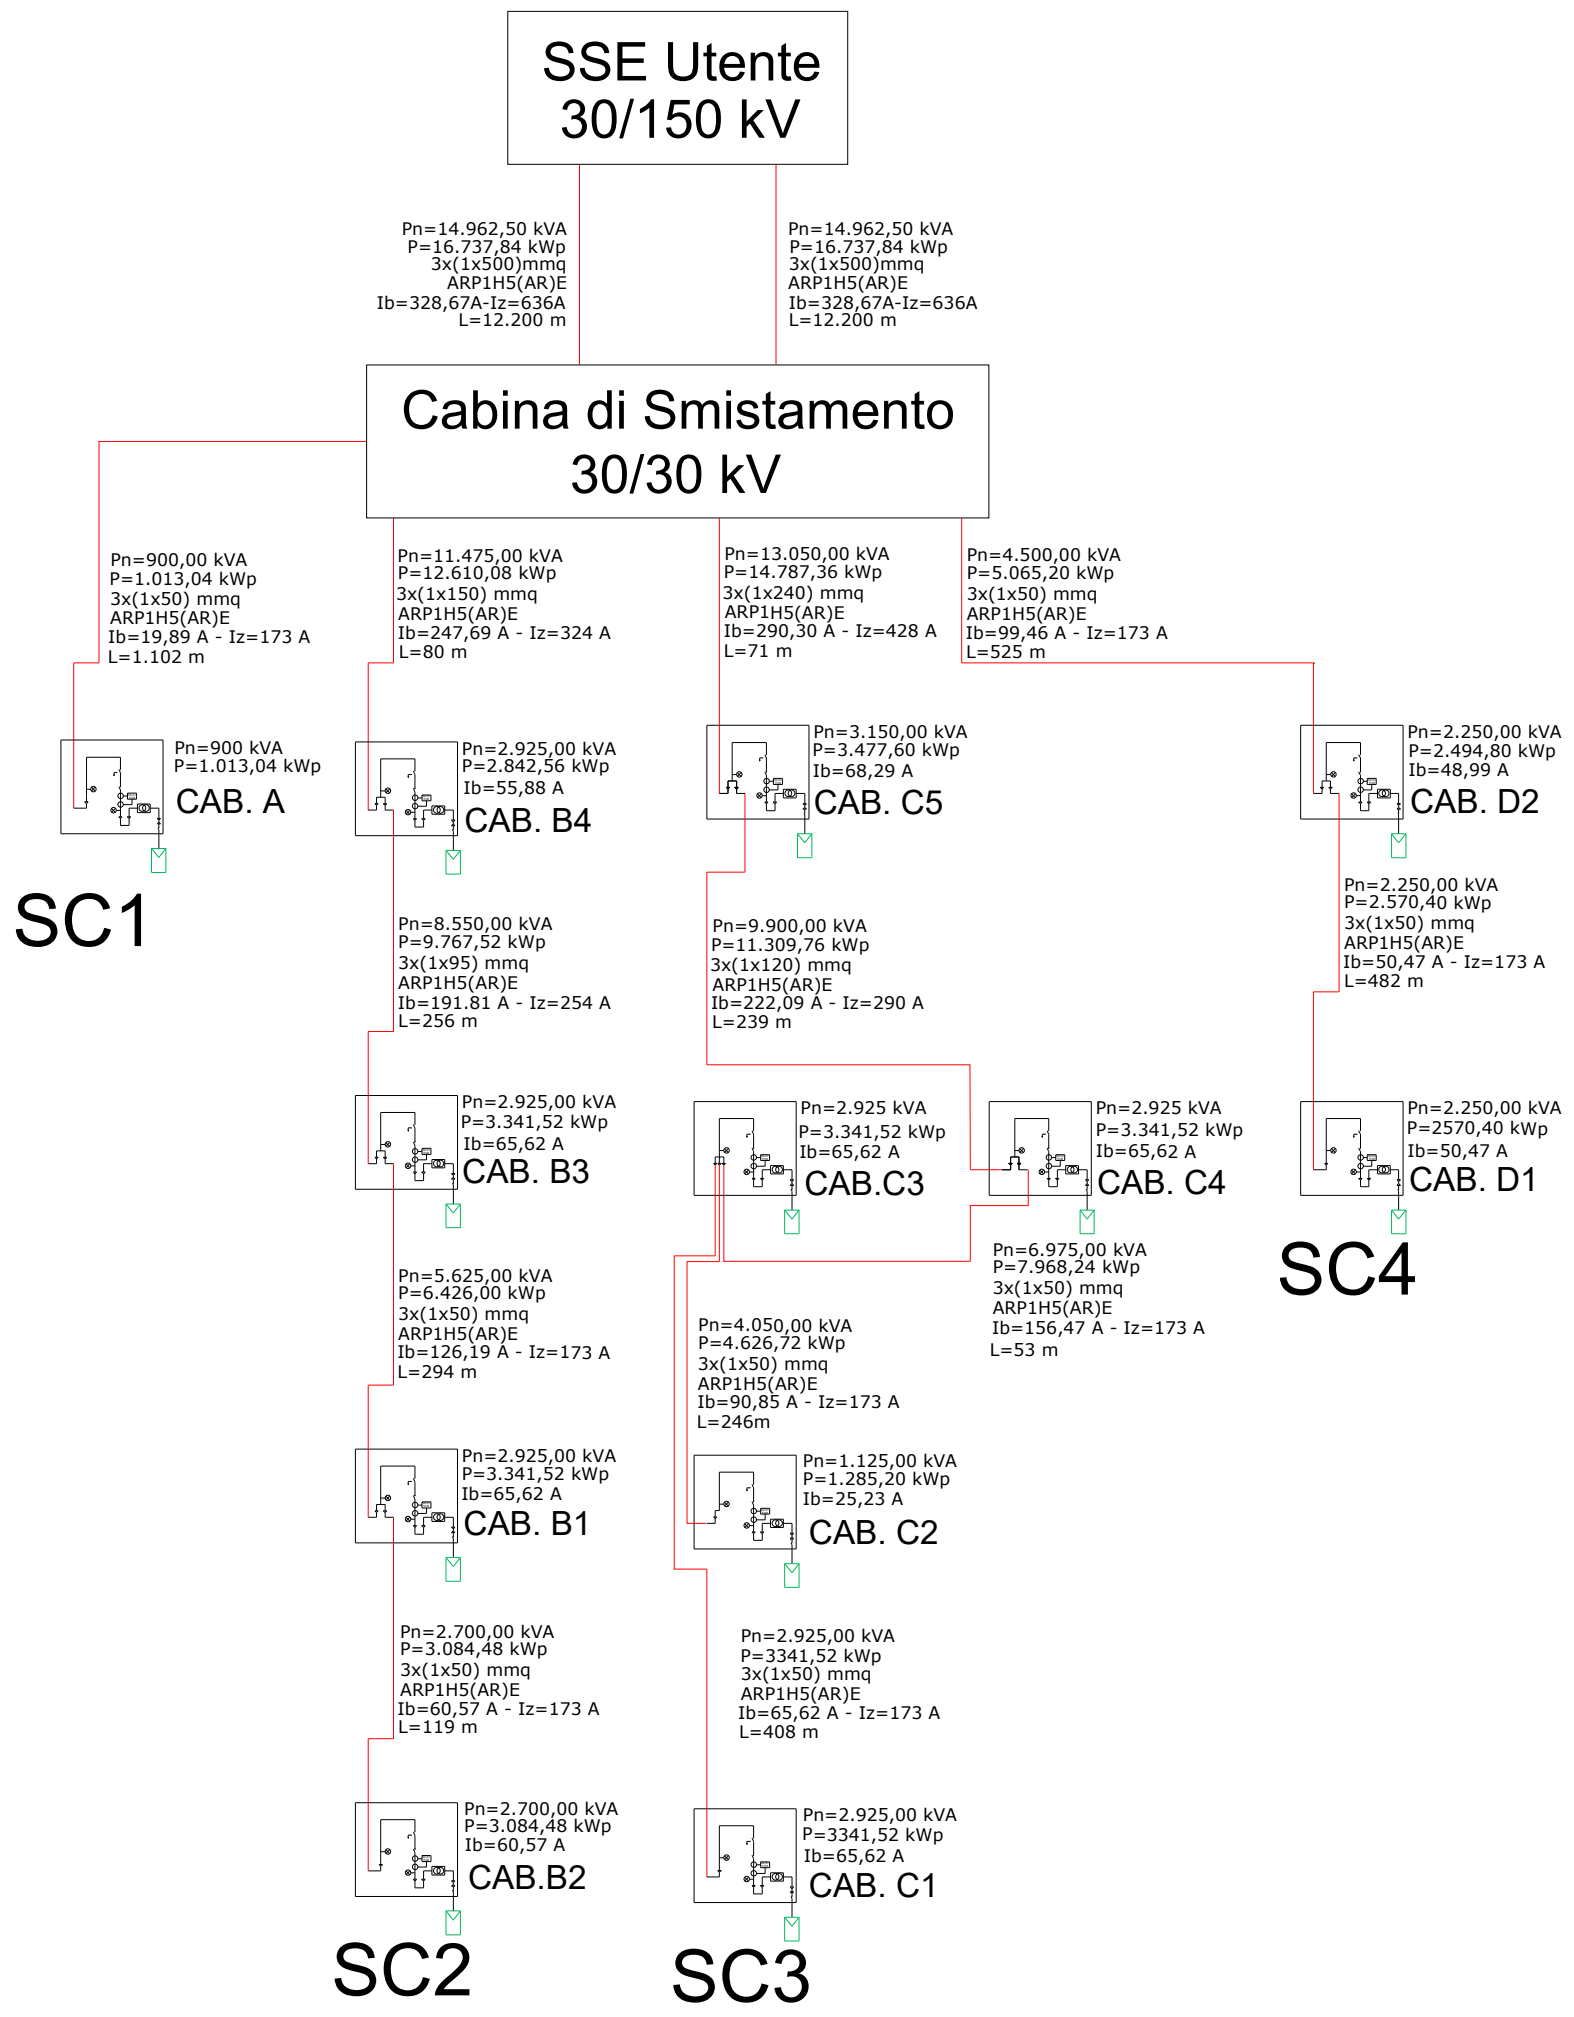 SSE Utente
30/150 kV
Pn=14.962,50 kVA
P=16.737,84 kWp
3x(1x500)mmq
ARP1H5(AR)E
Ib=328,67A-Iz=636A
L=12.200 m
Pn=14.962,50 kVA
P=16.737,84 kWp
3x(1x500)mmq
ARP1H5(AR)E
Ib=328,67A-Iz=636A
L=12.200 m
Cabina di Smistamento
30/30 kV
Pn=900,00 kVA
P=1.013,04 kWp
3x(1x50) mmq
ARP1H5(AR)E
Ib=19,89 A - Iz=173 A
L=1.102 m
Pn=11.475,00 kVA
P=12.610,08 kWp
3x(1x150) mmq
ARP1H5(AR)E
Ib=247,69 A - Iz=324 A
L=80 m
Pn=13.050,00 kVA
P=14.787,36 kWp
3x(1x240) mmq
ARP1H5(AR)E
Ib=290,30 A - Iz=428 A
L=71 m
Pn=4.500,00 kVA
P=5.065,20 kWp
3x(1x50) mmq
ARP1H5(AR)E
Ib=99,46 A - Iz=173 A
L=525 m
Pn=900 kVA
P=1.013,04 kWp
CAB. A
SC1
Pn=2.925,00 kVA
P=2.842,56 kWp
Ib=55,88 A
CAB. B4
Pn=3.150,00 kVA
P=3.477,60 kWp
Ib=68,29 A
CAB. C5
Pn=2.250,00 kVA
P=2.494,80 kWp
Ib=48,99 A
CAB. D2
Pn=8.550,00 kVA
P=9.767,52 kWp
3x(1x95) mmq
ARP1H5(AR)E
Ib=191.81 A - Iz=254 A
L=256 m
Pn=9.900,00 kVA
P=11.309,76 kWp
3x(1x120) mmq
ARP1H5(AR)E
Ib=222,09 A - Iz=290 A
L=239 m
Pn=2.250,00 kVA
P=2.570,40 kWp
3x(1x50) mmq
ARP1H5(AR)E
Ib=50,47 A - Iz=173 A
L=482 m
Pn=2.925,00 kVA
P=3.341,52 kWp
Ib=65,62 A
CAB. B3
Pn=2.925 kVA
P=3.341,52 kWp
Ib=65,62 A
CAB.C3
Pn=2.925 kVA
P=3.341,52 kWp
Ib=65,62 A
CAB. C4
Pn=2.250,00 kVA
P=2570,40 kWp
Ib=50,47 A
CAB. D1
SC4
Pn=5.625,00 kVA
P=6.426,00 kWp
3x(1x50) mmq
ARP1H5(AR)E
Ib=126,19 A - Iz=173 A
L=294 m
Pn=6.975,00 kVA
P=7.968,24 kWp
3x(1x50) mmq
ARP1H5(AR)E
Ib=156,47 A - Iz=173 A
L=53 m
Pn=4.050,00 kVA
P=4.626,72 kWp
3x(1x50) mmq
ARP1H5(AR)E
Ib=90,85 A - Iz=173 A
L=246m
Pn=2.925,00 kVA
P=3.341,52 kWp
Ib=65,62 A
CAB. B1
Pn=1.125,00 kVA
P=1.285,20 kWp
Ib=25,23 A
CAB. C2
Pn=2.700,00 kVA
P=3.084,48 kWp
3x(1x50) mmq
ARP1H5(AR)E
Ib=60,57 A - Iz=173 A
L=119 m
Pn=2.925,00 kVA
P=3341,52 kWp
3x(1x50) mmq
ARP1H5(AR)E
Ib=65,62 A - Iz=173 A
L=408 m
Pn=2.700,00 kVA
P=3.084,48 kWp
Ib=60,57 A
CAB.B2
SC2
Pn=2.925,00 kVA
P=3341,52 kWp
Ib=65,62 A
CAB. C1
SC3